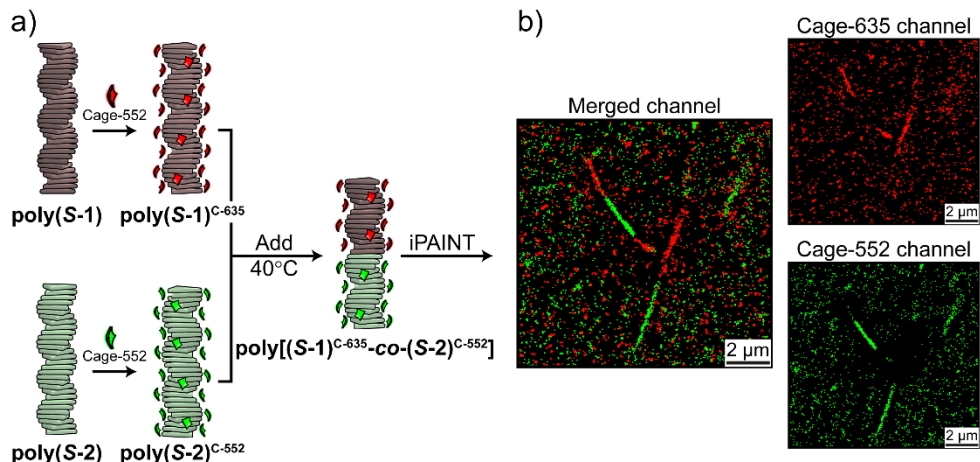 a)
Cage-552
poly(S-1) poly(S-1)C-635
Add
40°C
iPAINT
poly[(S-1)C-635-co-(S-2)C-552]
Cage-552
poly(S-2) poly(S-2)C-552
b)
Merged channel
2 μm
Cage-635 channel
2 μm
Cage-552 channel
2 μm